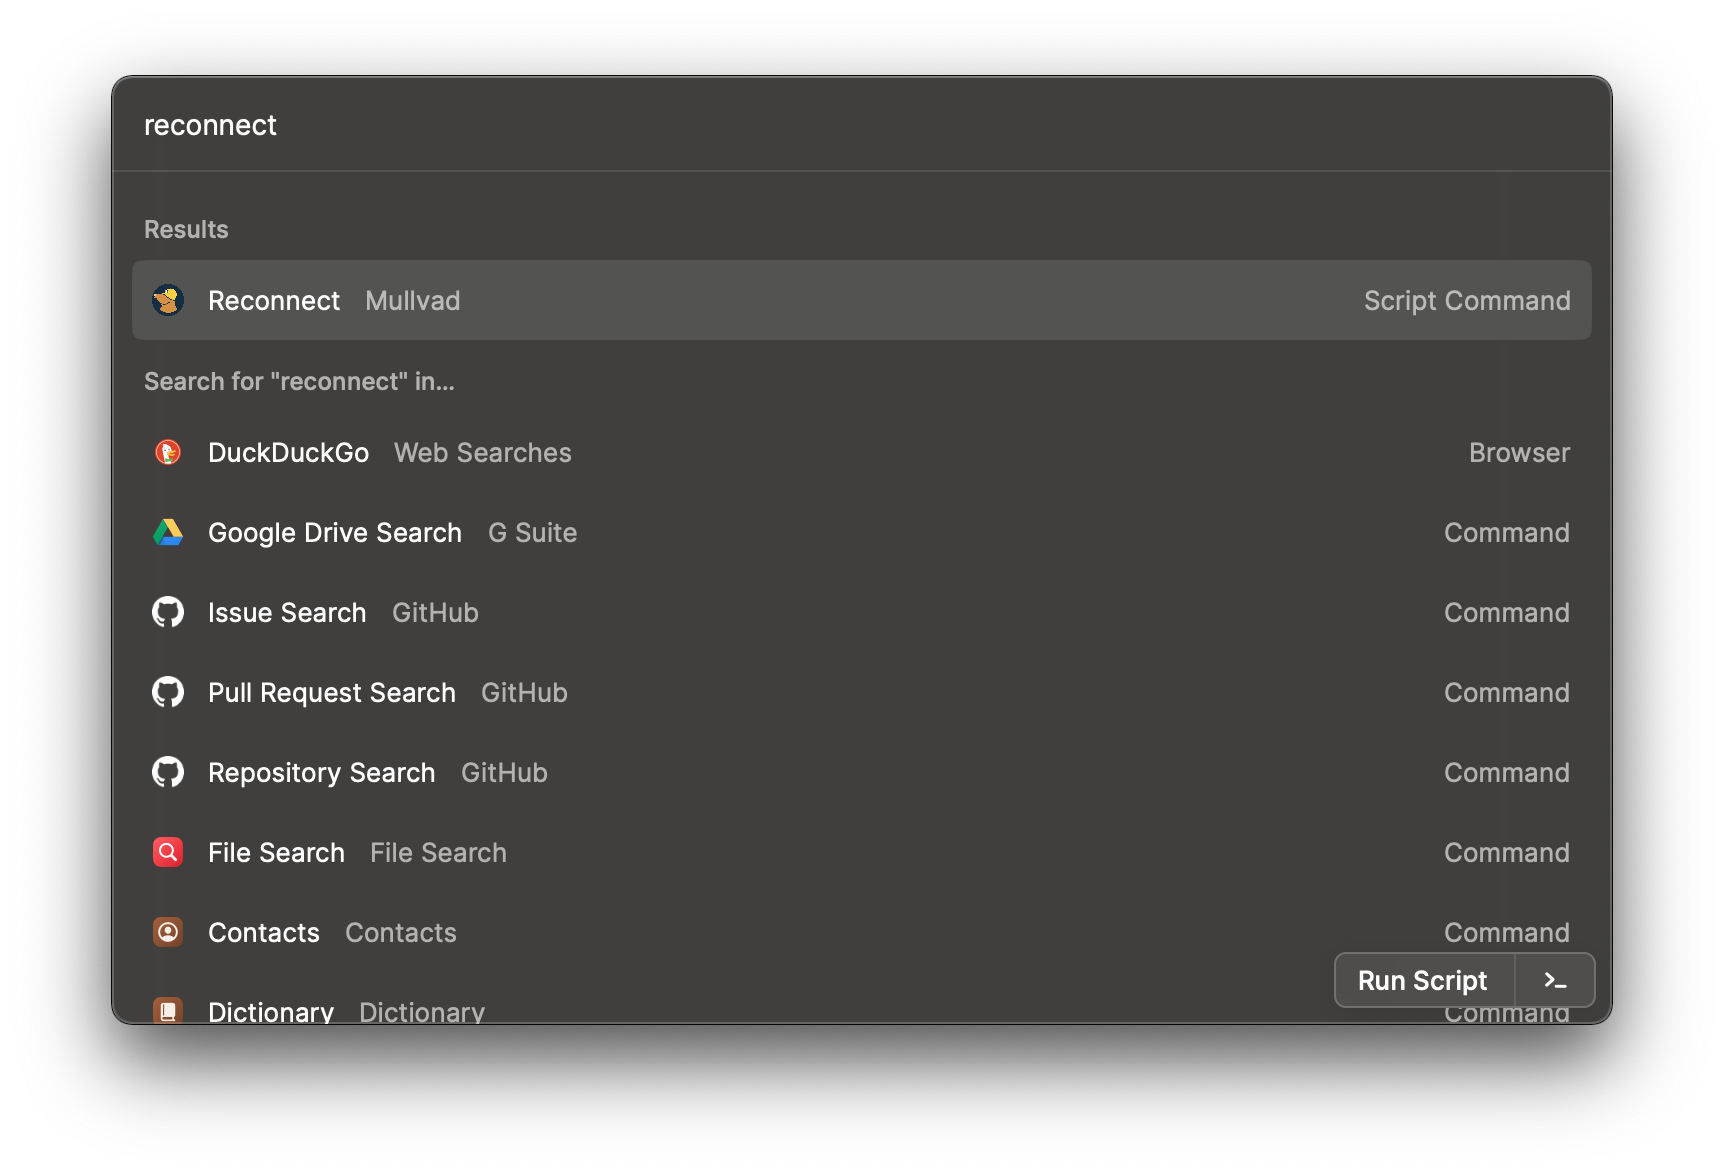 reconnect
Results
Reconnect Mullvad Script Command
Search for "reconnect" in...
DuckDuckGo Web Searches Browser
Google Drive Search G Suite Command
Issue Search GitHub Command
Pull Request Search GitHub Command
Repository Search GitHub Command
File Search File Search Command
Contacts Contacts Command
Run Script >_
Dictionary Dictionary Command